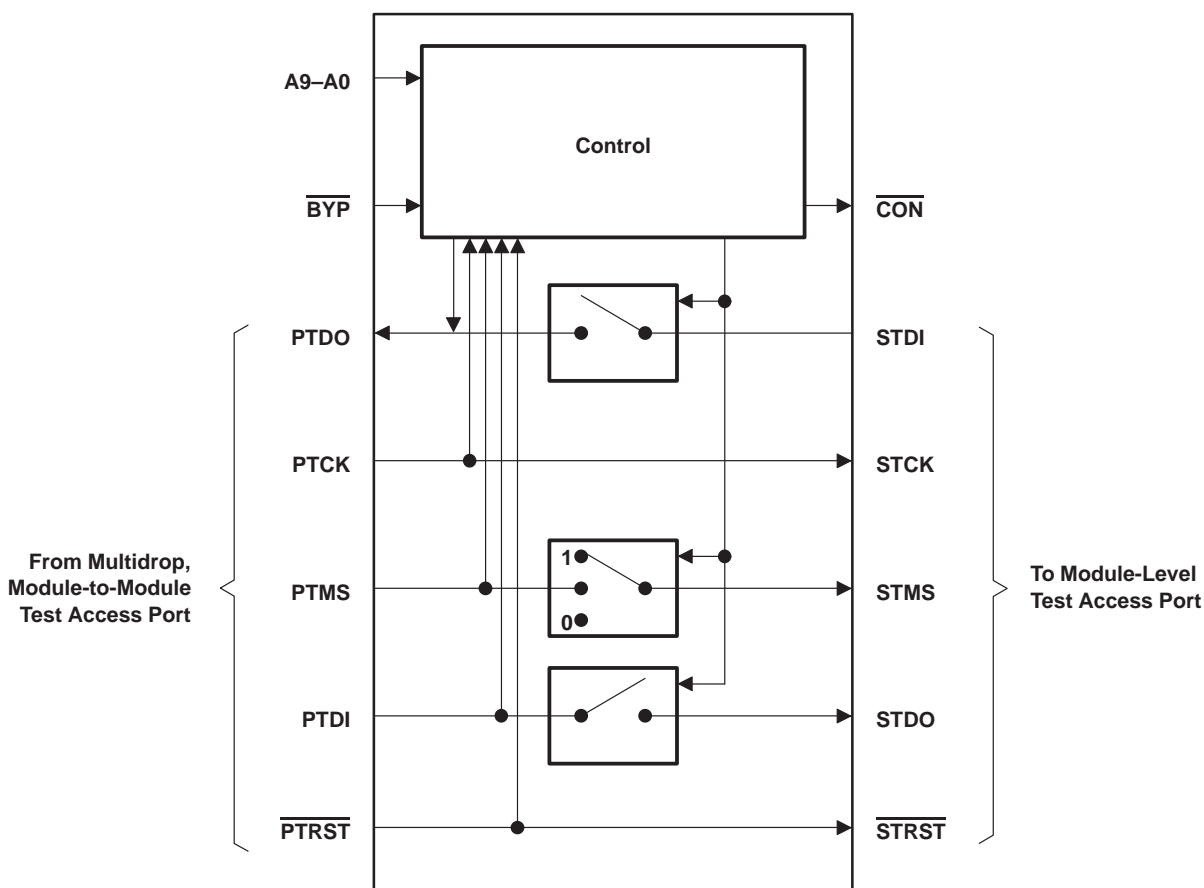 A9–A0
Control
BYP
CON
PTDO
STDI
PTCK
STCK
From Multidrop,
Module-to-Module
Test Access Port
1
PTMS
0
STMS
To Module-Level
Test Access Port
PTDI
STDO
PTRST
STRST